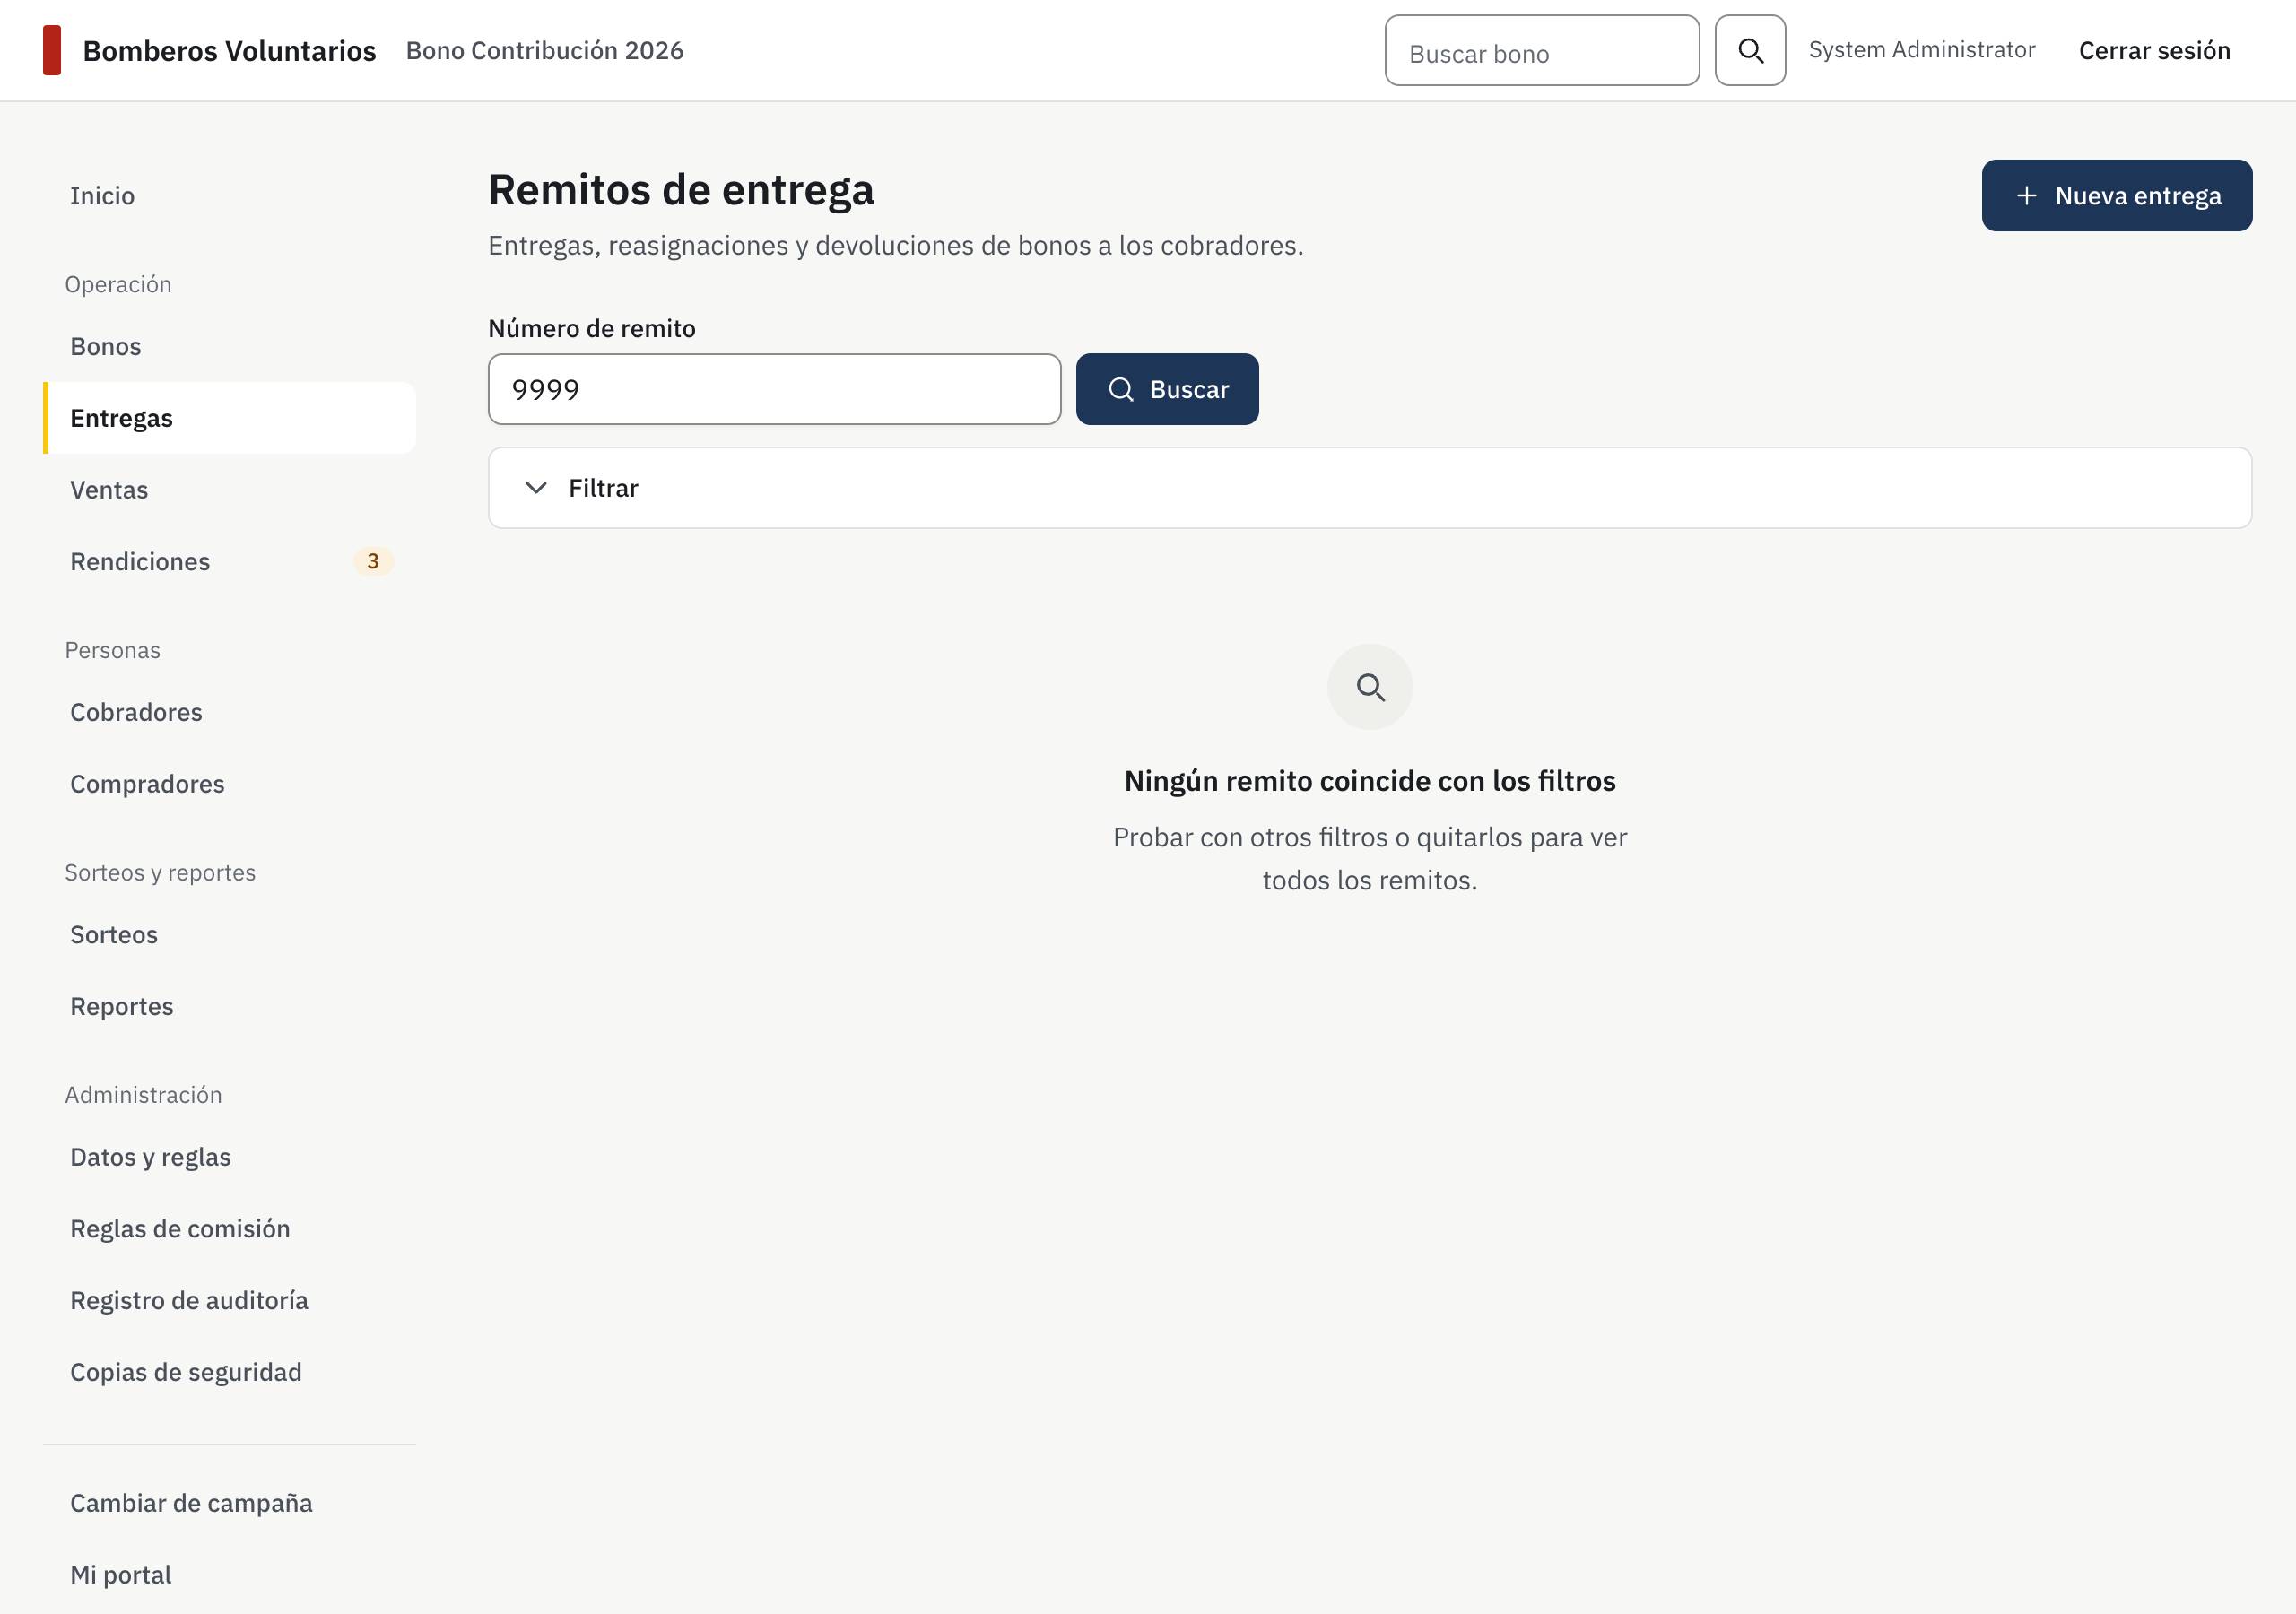 Bomberos Voluntarios Bono Contribución 2026 Buscar bono System Administrator Cerrar sesión
Inicio
Operación
Bonos
Entregas
Ventas
Rendiciones 3
Personas
Cobradores
Compradores
Sorteos y reportes
Sorteos
Reportes
Administración
Datos y reglas
Reglas de comisión
Registro de auditoría
Copias de seguridad
Cambiar de campaña
Mi portal
Remitos de entrega
Nueva entrega
Entregas, reasignaciones y devoluciones de bonos a los cobradores.
Número de remito
9999 Buscar
Filtrar
Ningún remito coincide con los filtros
Probar con otros filtros o quitarlos para ver
todos los remitos.